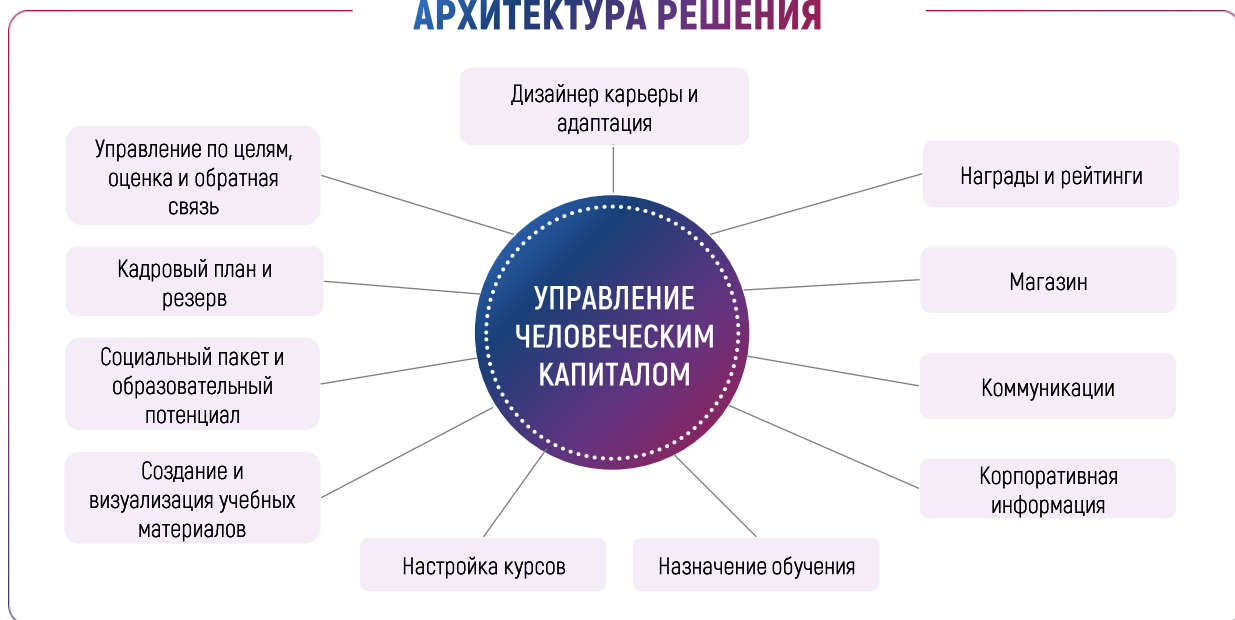 АРХИТЕКТУРА РЕШЕНИЯ
Дизайнер карьеры и
адаптация
Управление по целям,
оценка и обратная
связь
Награды и рейтинги
Кадровый план и
резерв
Магазин
УПРАВЛЕНИЕ
ЧЕЛОВЕЧЕСКИМ
КАПИТАЛОМ
Социальный пакет и
образовательный
потенциал
Коммуникации
Создание и
визуализация учебных
материалов
Корпоративная
информация
Настройка курсов
Назначение обучения